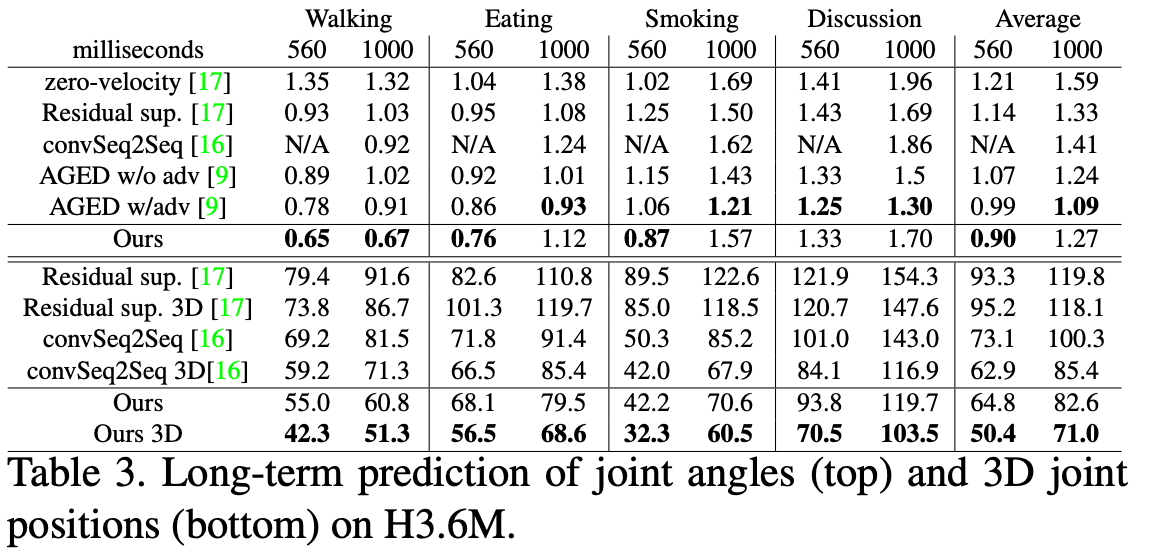 Walking Eating Smoking Discussion Average
milliseconds 560 1000 560 1000 560 1000 560 1000 560 1000
zero-velocity [17] 1.35 1.32 1.04 1.38 1.02 1.69 1.41 1.96 1.21 1.59
Residual sup. [17] 0.93 1.03 0.95 1.08 1.25 1.50 1.43 1.69 1.14 1.33
convSeq2Seq [16] N/A 0.92 N/A 1.24 N/A 1.62 N/A 1.86 N/A 1.41
AGED w/o adv [9] 0.89 1.02 0.92 1.01 1.15 1.43 1.33 1.5 1.07 1.24
AGED w/adv [9] 0.78 0.91 0.86 0.93 1.06 1.21 1.25 1.30 0.99 1.09
Ours 0.65 0.67 0.76 1.12 0.87 1.57 1.33 1.70 0.90 1.27
Residual sup. [17] 79.4 91.6 82.6 110.8 89.5 122.6 121.9 154.3 93.3 119.8
Residual sup. 3D [17] 73.8 86.7 101.3 119.7 85.0 118.5 120.7 147.6 95.2 118.1
convSeq2Seq [16] 69.2 81.5 71.8 91.4 50.3 85.2 101.0 143.0 73.1 100.3
convSeq2Seq 3D[16] 59.2 71.3 66.5 85.4 42.0 67.9 84.1 116.9 62.9 85.4
Ours 55.0 60.8 68.1 79.5 42.2 70.6 93.8 119.7 64.8 82.6
Ours 3D 42.3 51.3 56.5 68.6 32.3 60.5 70.5 103.5 50.4 71.0
Table 3. Long-term prediction of joint angles (top) and 3D joint
positions (bottom) on H3.6M.